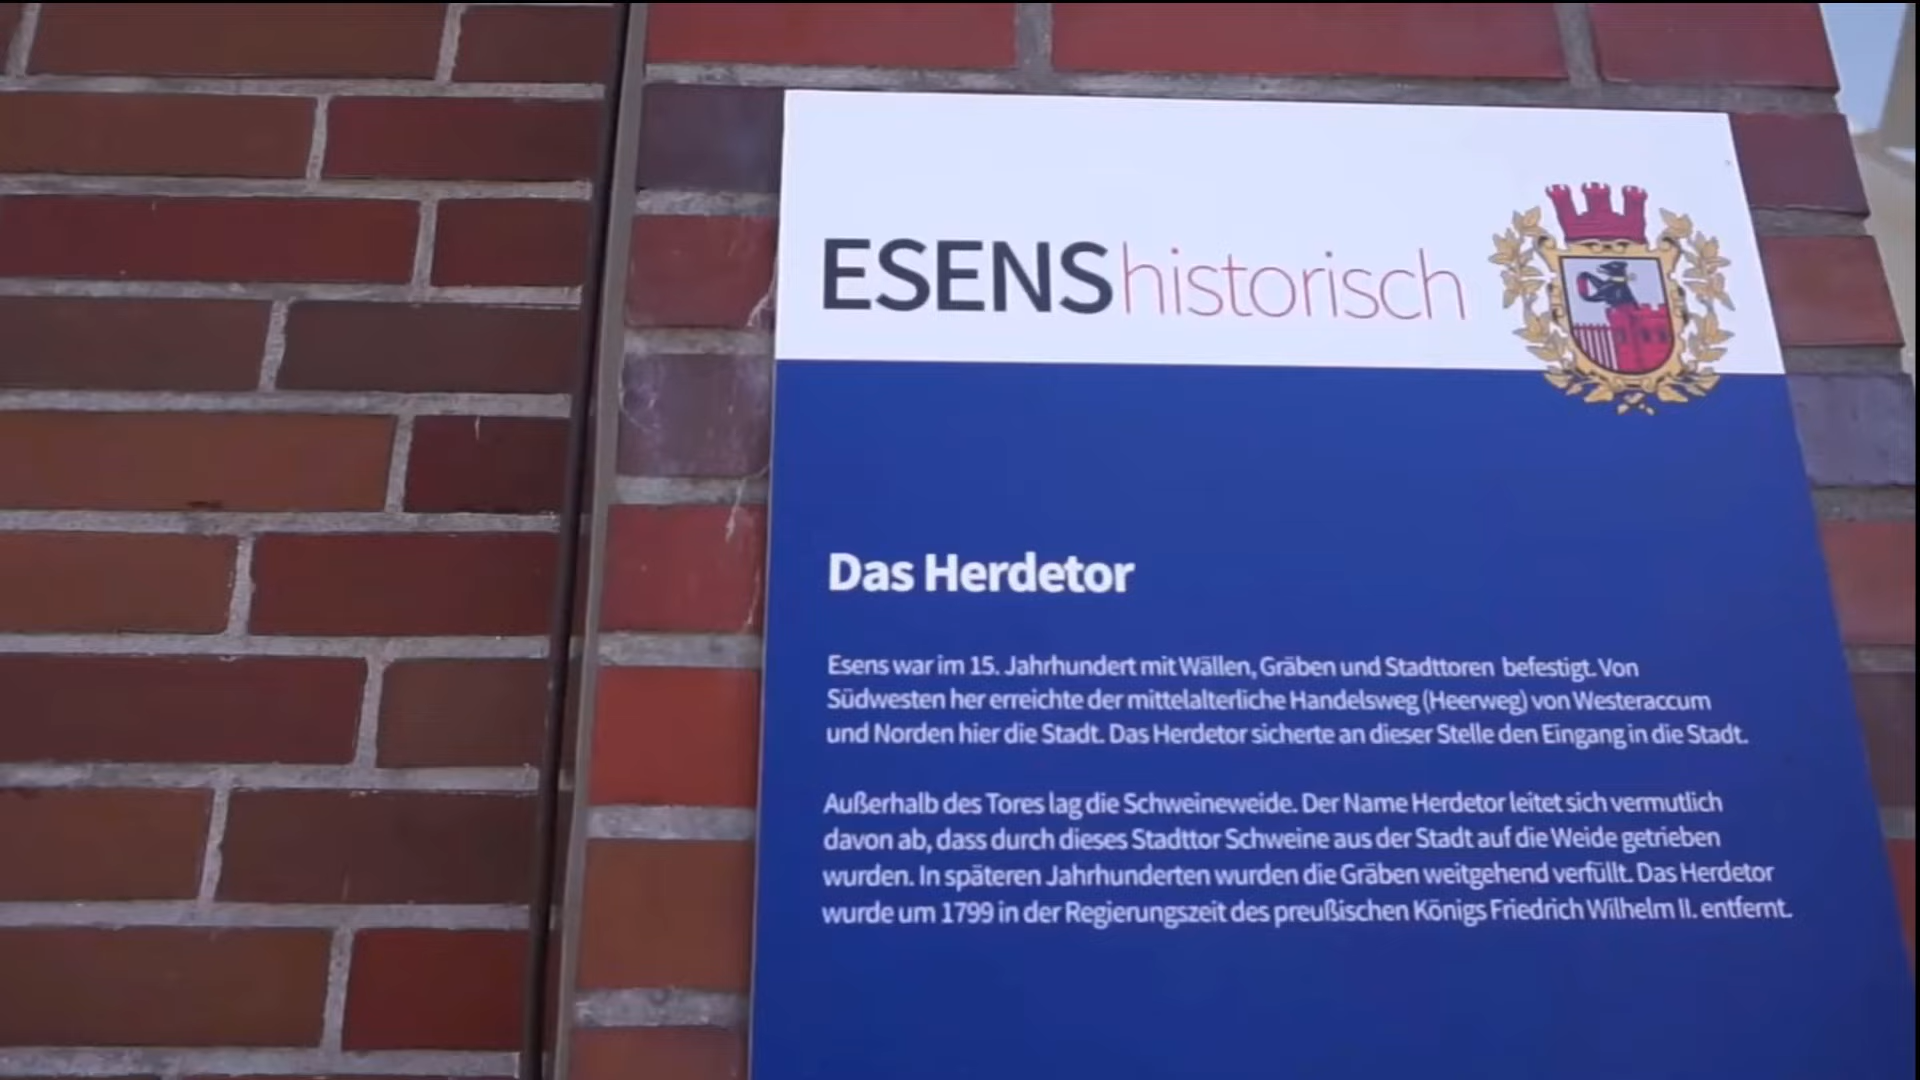 ESENShistorisch
Das Herdetor
Esens war im 15. Jahrhundert mit Wällen, Gräben und Stadttoren befestigt. Von
Südwesten her erreichte der mittelalterliche Handelsweg (Heerweg) von Westeraccum
und Norden hier die Stadt. Das Herdetor sicherte an dieser Stelle den Eingang in die Stadt.
Außerhalb des Tores lag die Schweineweide. Der Name Herdetor leitet sich vermutlich
davon ab, dass durch dieses Stadttor Schweine aus der Stadt auf die Weide getrieben
wurden. In späteren Jahrhunderten wurden die Gräben weitgehend verfüllt. Das Herdetor
wurde um 1799 in der Regierungszeit des preußischen Königs Friedrich Wilhelm II. entfernt.